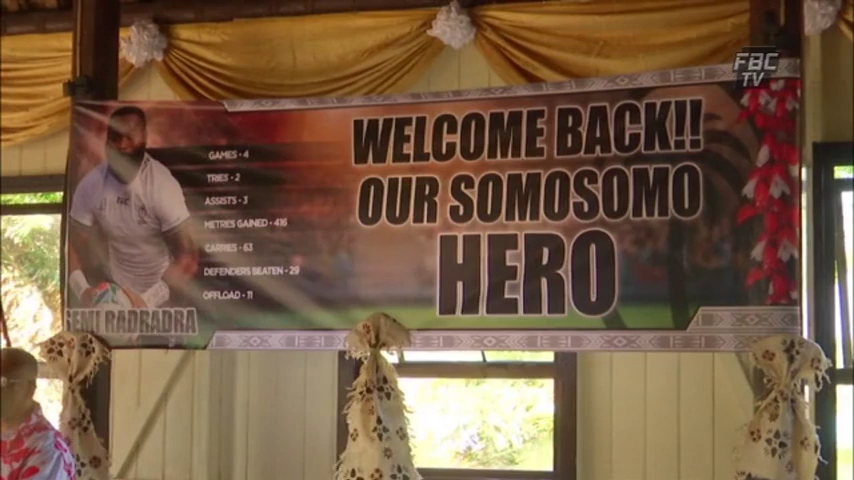 FBC
TV
WELCOME BACK!!
OUR SOMOSOMO
HERO
GAMES - 4
TRIES - 2
ASSISTS - 3
METRES GAINED - 416
CARRIES - 63
DEFENDERS BEATEN - 29
OFFLOAD - 11
SEMI RADRADRA